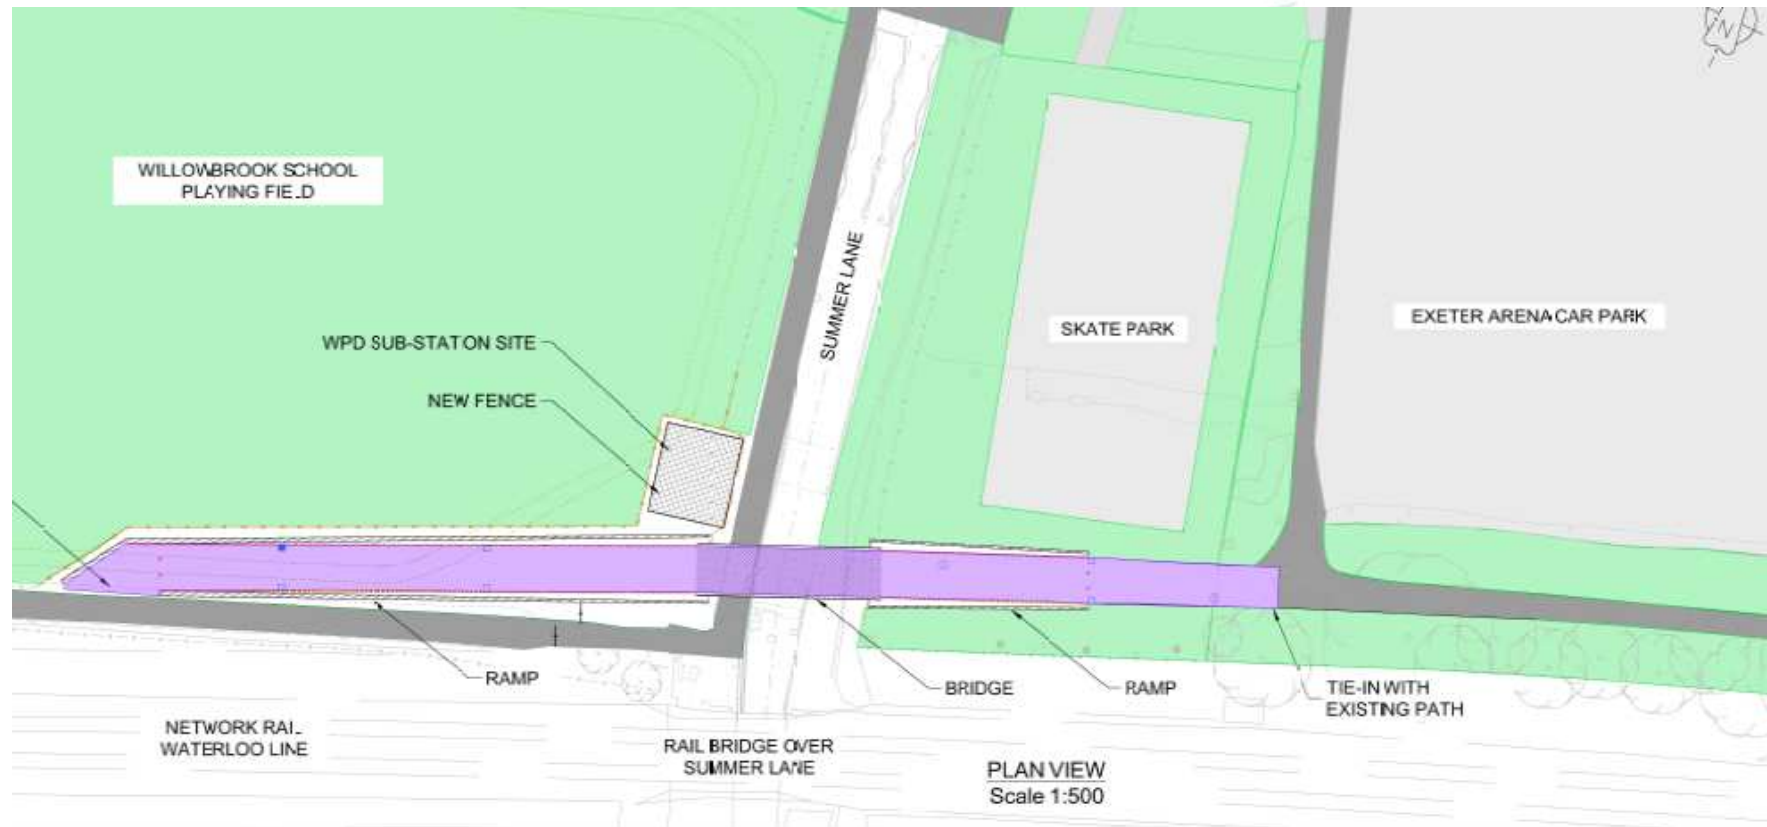 N
WILLOWBROOK SCHOOL
PLAYING FIELD
SUMMER LANE
SKATE PARK
EXETER ARENA CAR PARK
WPD SUB-STATION SITE
NEW FENCE
RAMP
BRIDGE
RAMP
TIE-IN WITH
EXISTING PATH
NETWORK RAIL
WATERLOO LINE
RAIL BRIDGE OVER
SUMMER LANE
PLAN VIEW
Scale 1:500